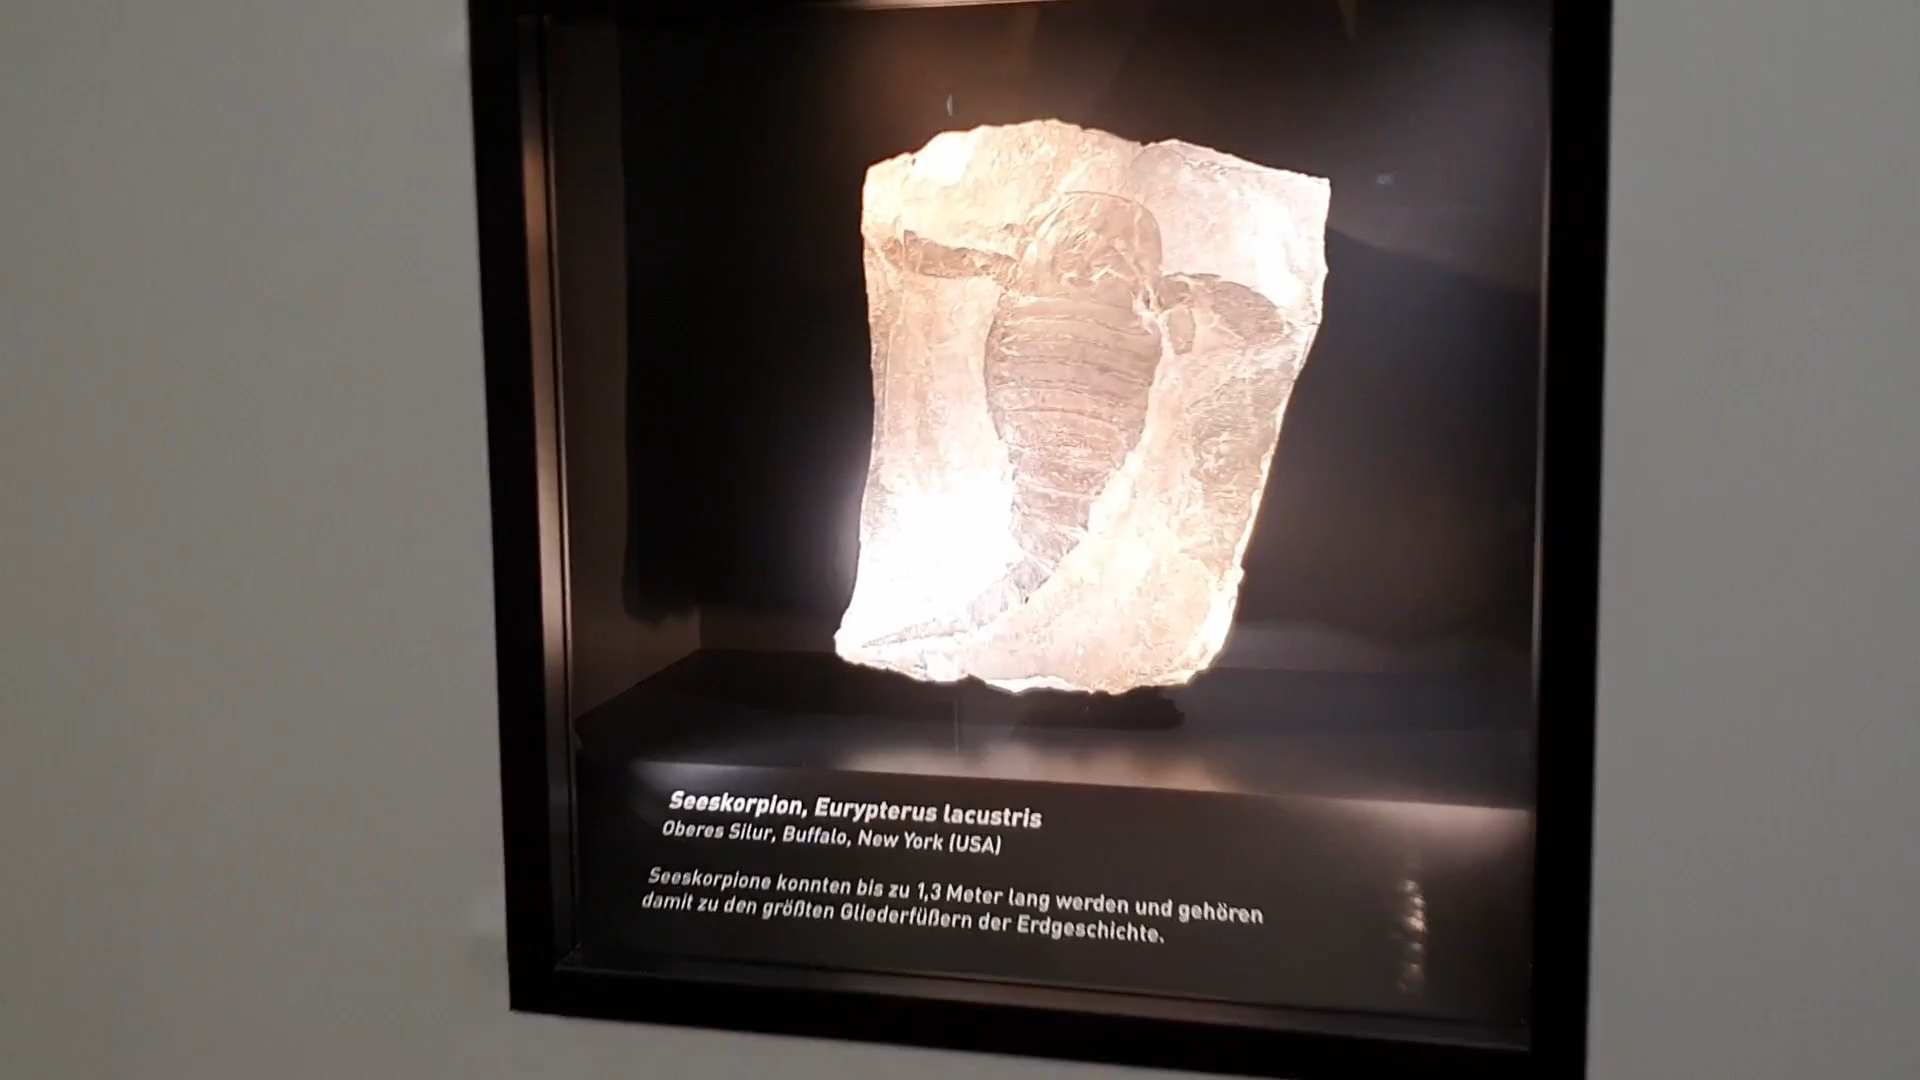 Seeskorpion, Eurypterus lacustris
Oberes Silur, Buffalo, New York (USA)
Seeskorpione konnten bis zu 1,3 Meter lang werden und gehören
damit zu den größten Gliederfüßern der Erdgeschichte.